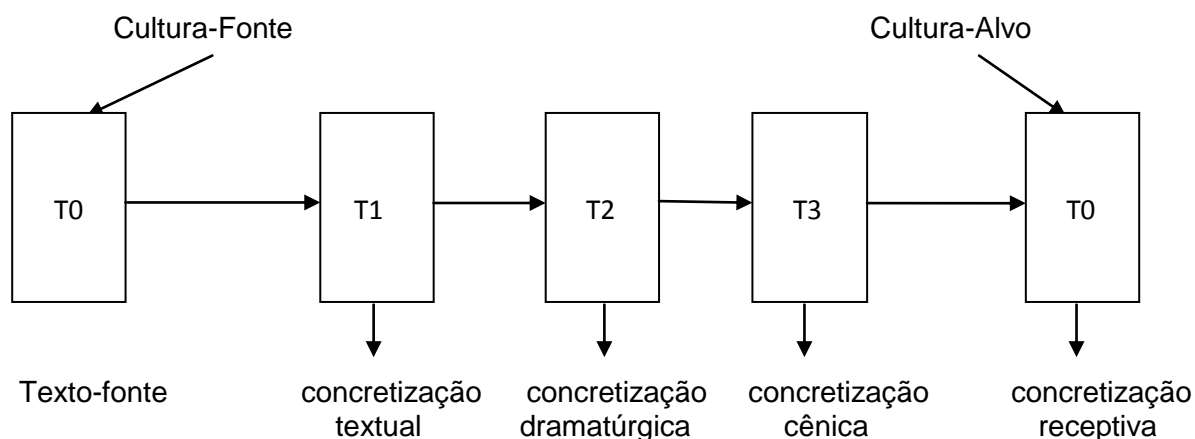 Cultura-Fonte
Cultura-Alvo
T0
T1
T2
T3
T0
Texto-fonte
concretização
textual
concretização
dramatúrgica
concretização
cênica
concretização
receptiva